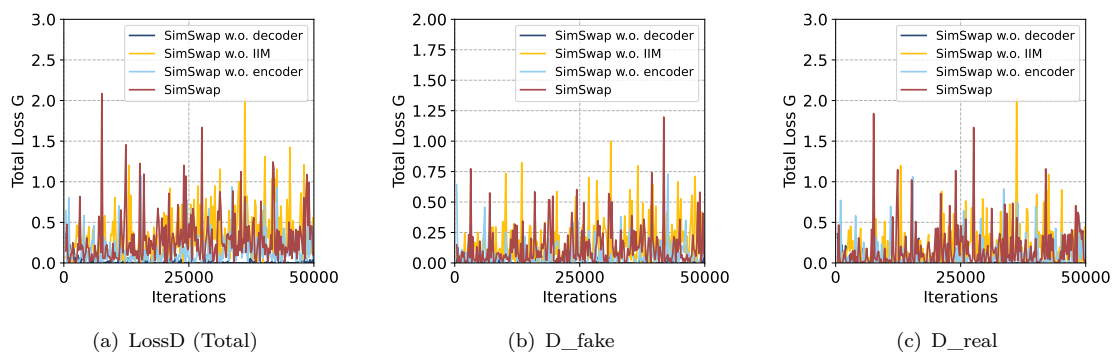 3.0
2.5
2.0
1.5
1.0
0.5
0.0
Total Loss G
SimSwap w.o. decoder
SimSwap w.o. IIM
SimSwap w.o. encoder
SimSwap
0 25000 50000
Iterations
(a) LossD (Total)
2.00
1.75
1.50
1.25
1.00
0.75
0.50
0.25
0.00
Total Loss G
SimSwap w.o. decoder
SimSwap w.o. IIM
SimSwap w.o. encoder
SimSwap
0 25000 50000
Iterations
(b) D_fake
3.0
2.5
2.0
1.5
1.0
0.5
0.0
Total Loss G
SimSwap w.o. decoder
SimSwap w.o. IIM
SimSwap w.o. encoder
SimSwap
0 25000 50000
Iterations
(c) D_real